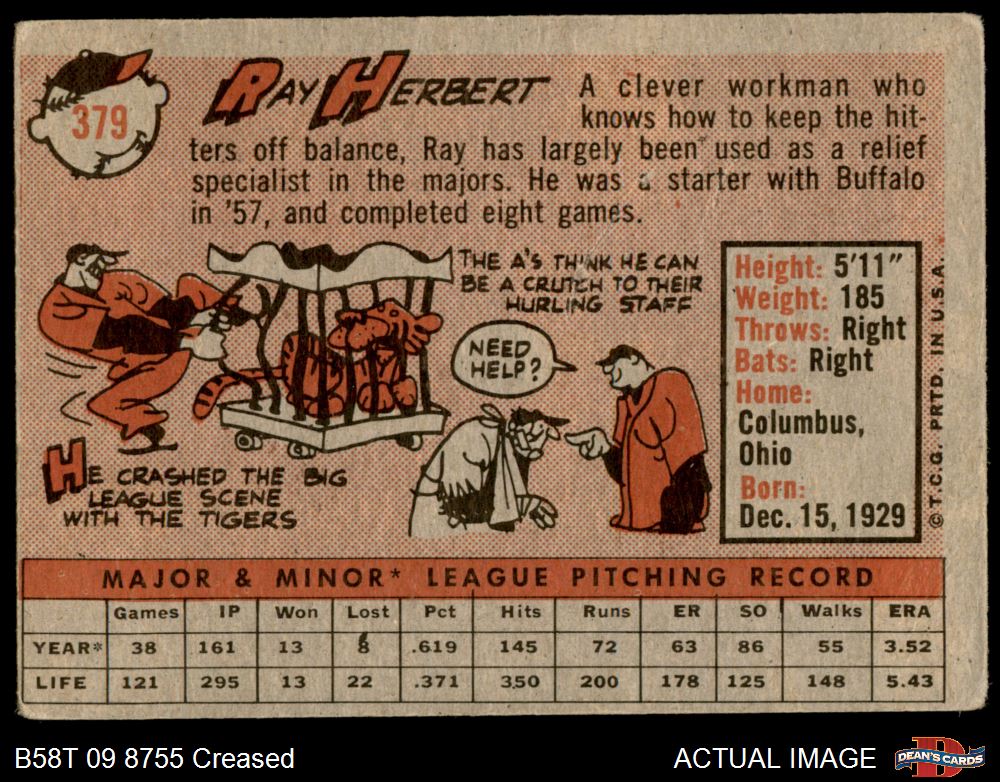 379
RAY HERBERT
A clever workman who
knows how to keep the hit-
ters off balance, Ray has largely been used as a relief
specialist in the majors. He was a starter with Buffalo
in '57, and completed eight games.
THE A'S THINK HE CAN
BE A CRUTCH TO THEIR
HURLING STAFF
NEED
HELP?
HE CRASHED THE BIG
LEAGUE SCENE
WITH THE TIGERS
Height: 5'11"
Weight: 185
Throws: Right
Bats: Right
Home:
Columbus,
Ohio
Born:
Dec. 15, 1929
© T.C.G. PRTD. IN U.S.A.
MAJOR & MINOR* LEAGUE PITCHING RECORD
Games IP Won Lost Pct Hits Runs ER SO Walks ERA
YEAR* 38 161 13 8 .619 145 72 63 86 55 3.52
LIFE 121 295 13 22 .371 350 200 178 125 148 5.43
B58T 09 8755 Creased
ACTUAL IMAGE
D
DEAN'S CARDS